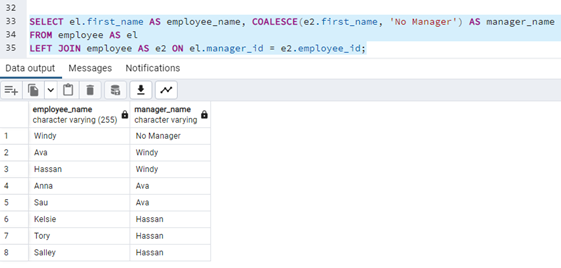 32
33 SELECT el.first_name AS employee_name, COALESCE(e2.first_name, 'No Manager') AS manager_name
34 FROM employee AS el
35 LEFT JOIN employee AS e2 ON el.manager_id = e2.employee_id;
Data output Messages Notifications
employee_name manager_name
character varying (255) character varying
1 Windy No Manager
2 Ava Windy
3 Hassan Windy
4 Anna Ava
5 Sau Ava
6 Kelsie Hassan
7 Tory Hassan
8 Salley Hassan